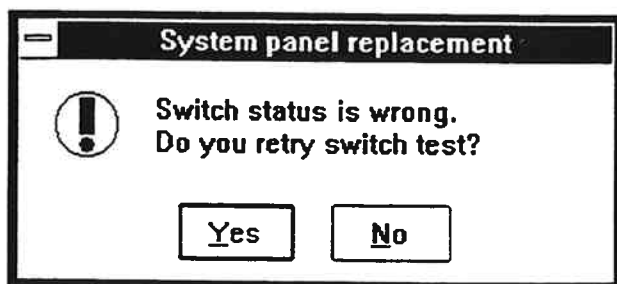 System panel replacement
Switch status is wrong.
Do you retry switch test?
Yes
No